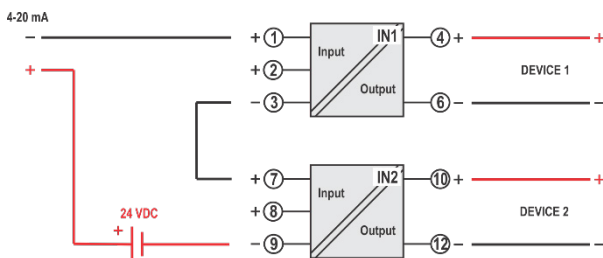 4-20 mA
− + ① IN1 ④ + +
Input
+ + ② DEVICE 1
Output
− ③ ⑥ − −
+ ⑦ IN2 ⑩ + +
Input
+ ⑧ DEVICE 2
24 VDC
Output
+ − ⑨ ⑫ − −